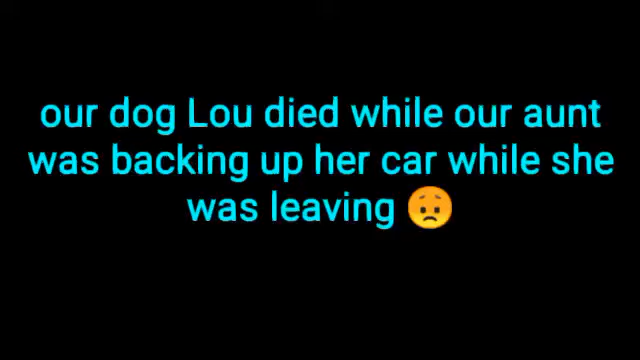 our dog Lou died while our aunt
was backing up her car while she
was leaving 😞